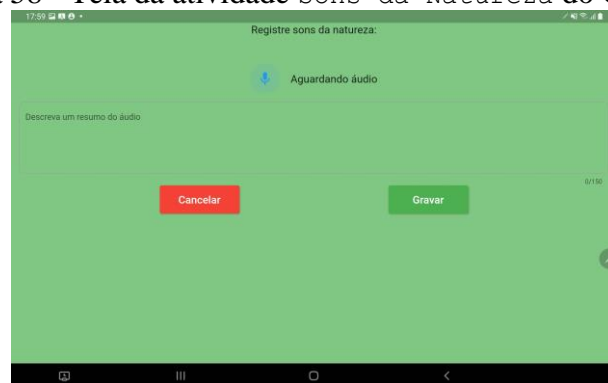 38 - Tela da atividade Sons da Natureza do
17:59
Registre sons da natureza:
Aguardando áudio
Descreva um resumo do áudio
0/150
Cancelar Gravar